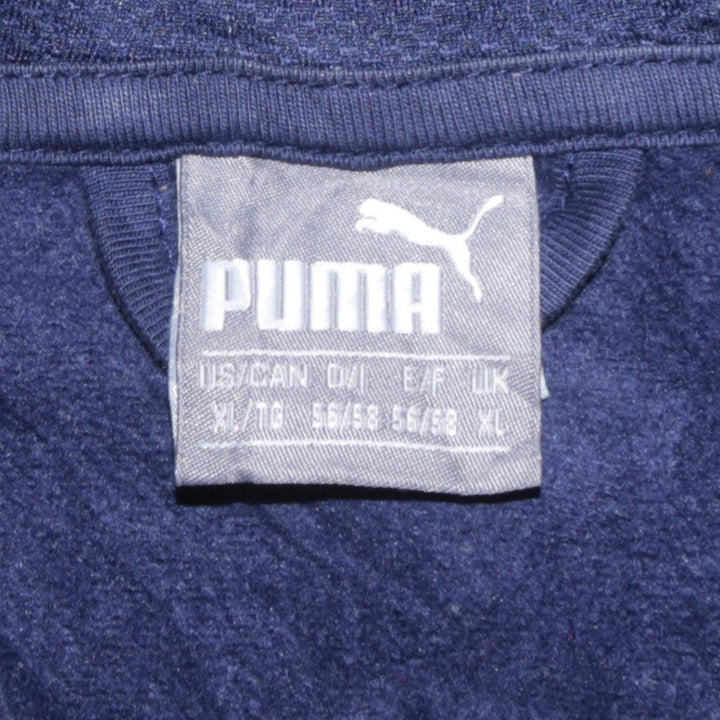 PUMA
US/CAN D/I E/F UK
XL/TG 56/58 56/58 XL